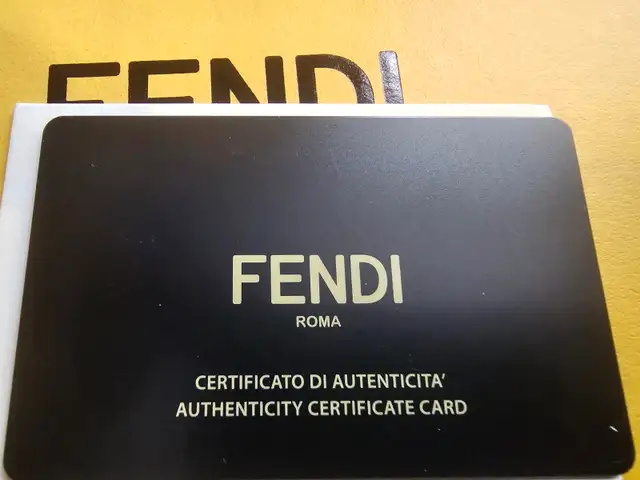 FENDI
FENDI
ROMA
CERTIFICATO DI AUTENTICITA'
AUTHENTICITY CERTIFICATE CARD